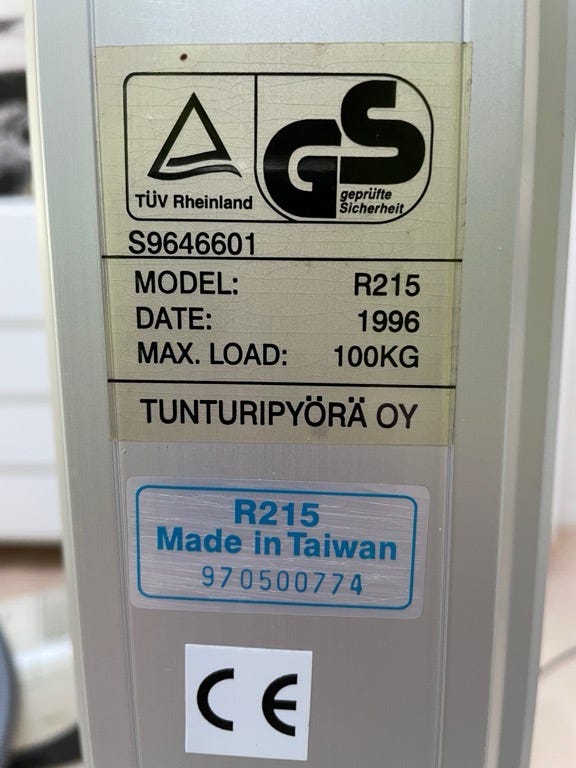 TÜV Rheinland
GS
geprüfte
Sicherheit
S9646601
MODEL: R215
DATE: 1996
MAX. LOAD: 100KG
TUNTURIPYÖRÄ OY
R215
Made in Taiwan
970500774
CE